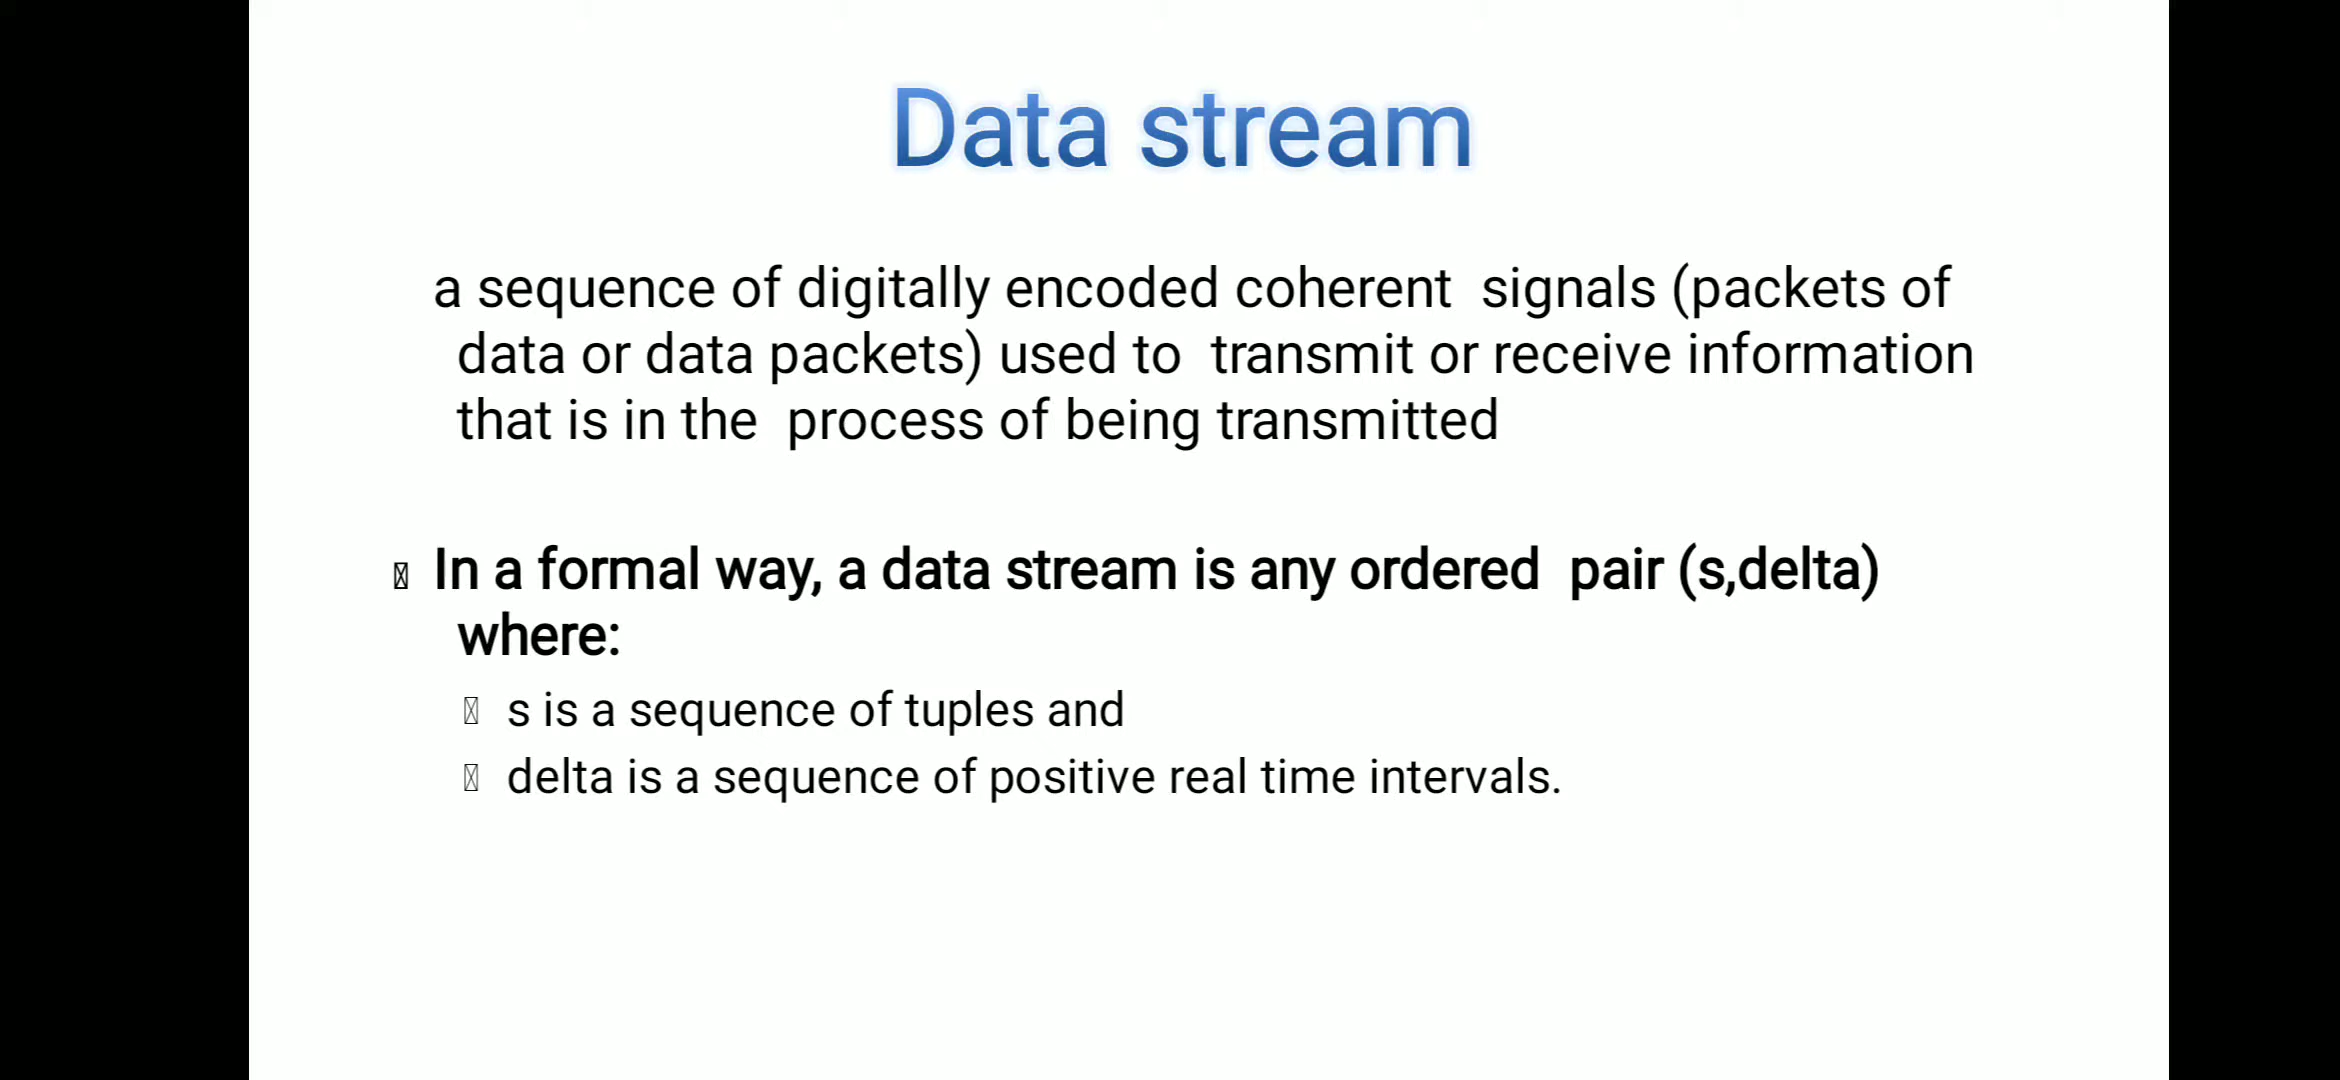 Data stream
a sequence of digitally encoded coherent signals (packets of
data or data packets) used to transmit or receive information
that is in the process of being transmitted
In a formal way, a data stream is any ordered pair (s,delta)
where:
s is a sequence of tuples and
delta is a sequence of positive real time intervals.